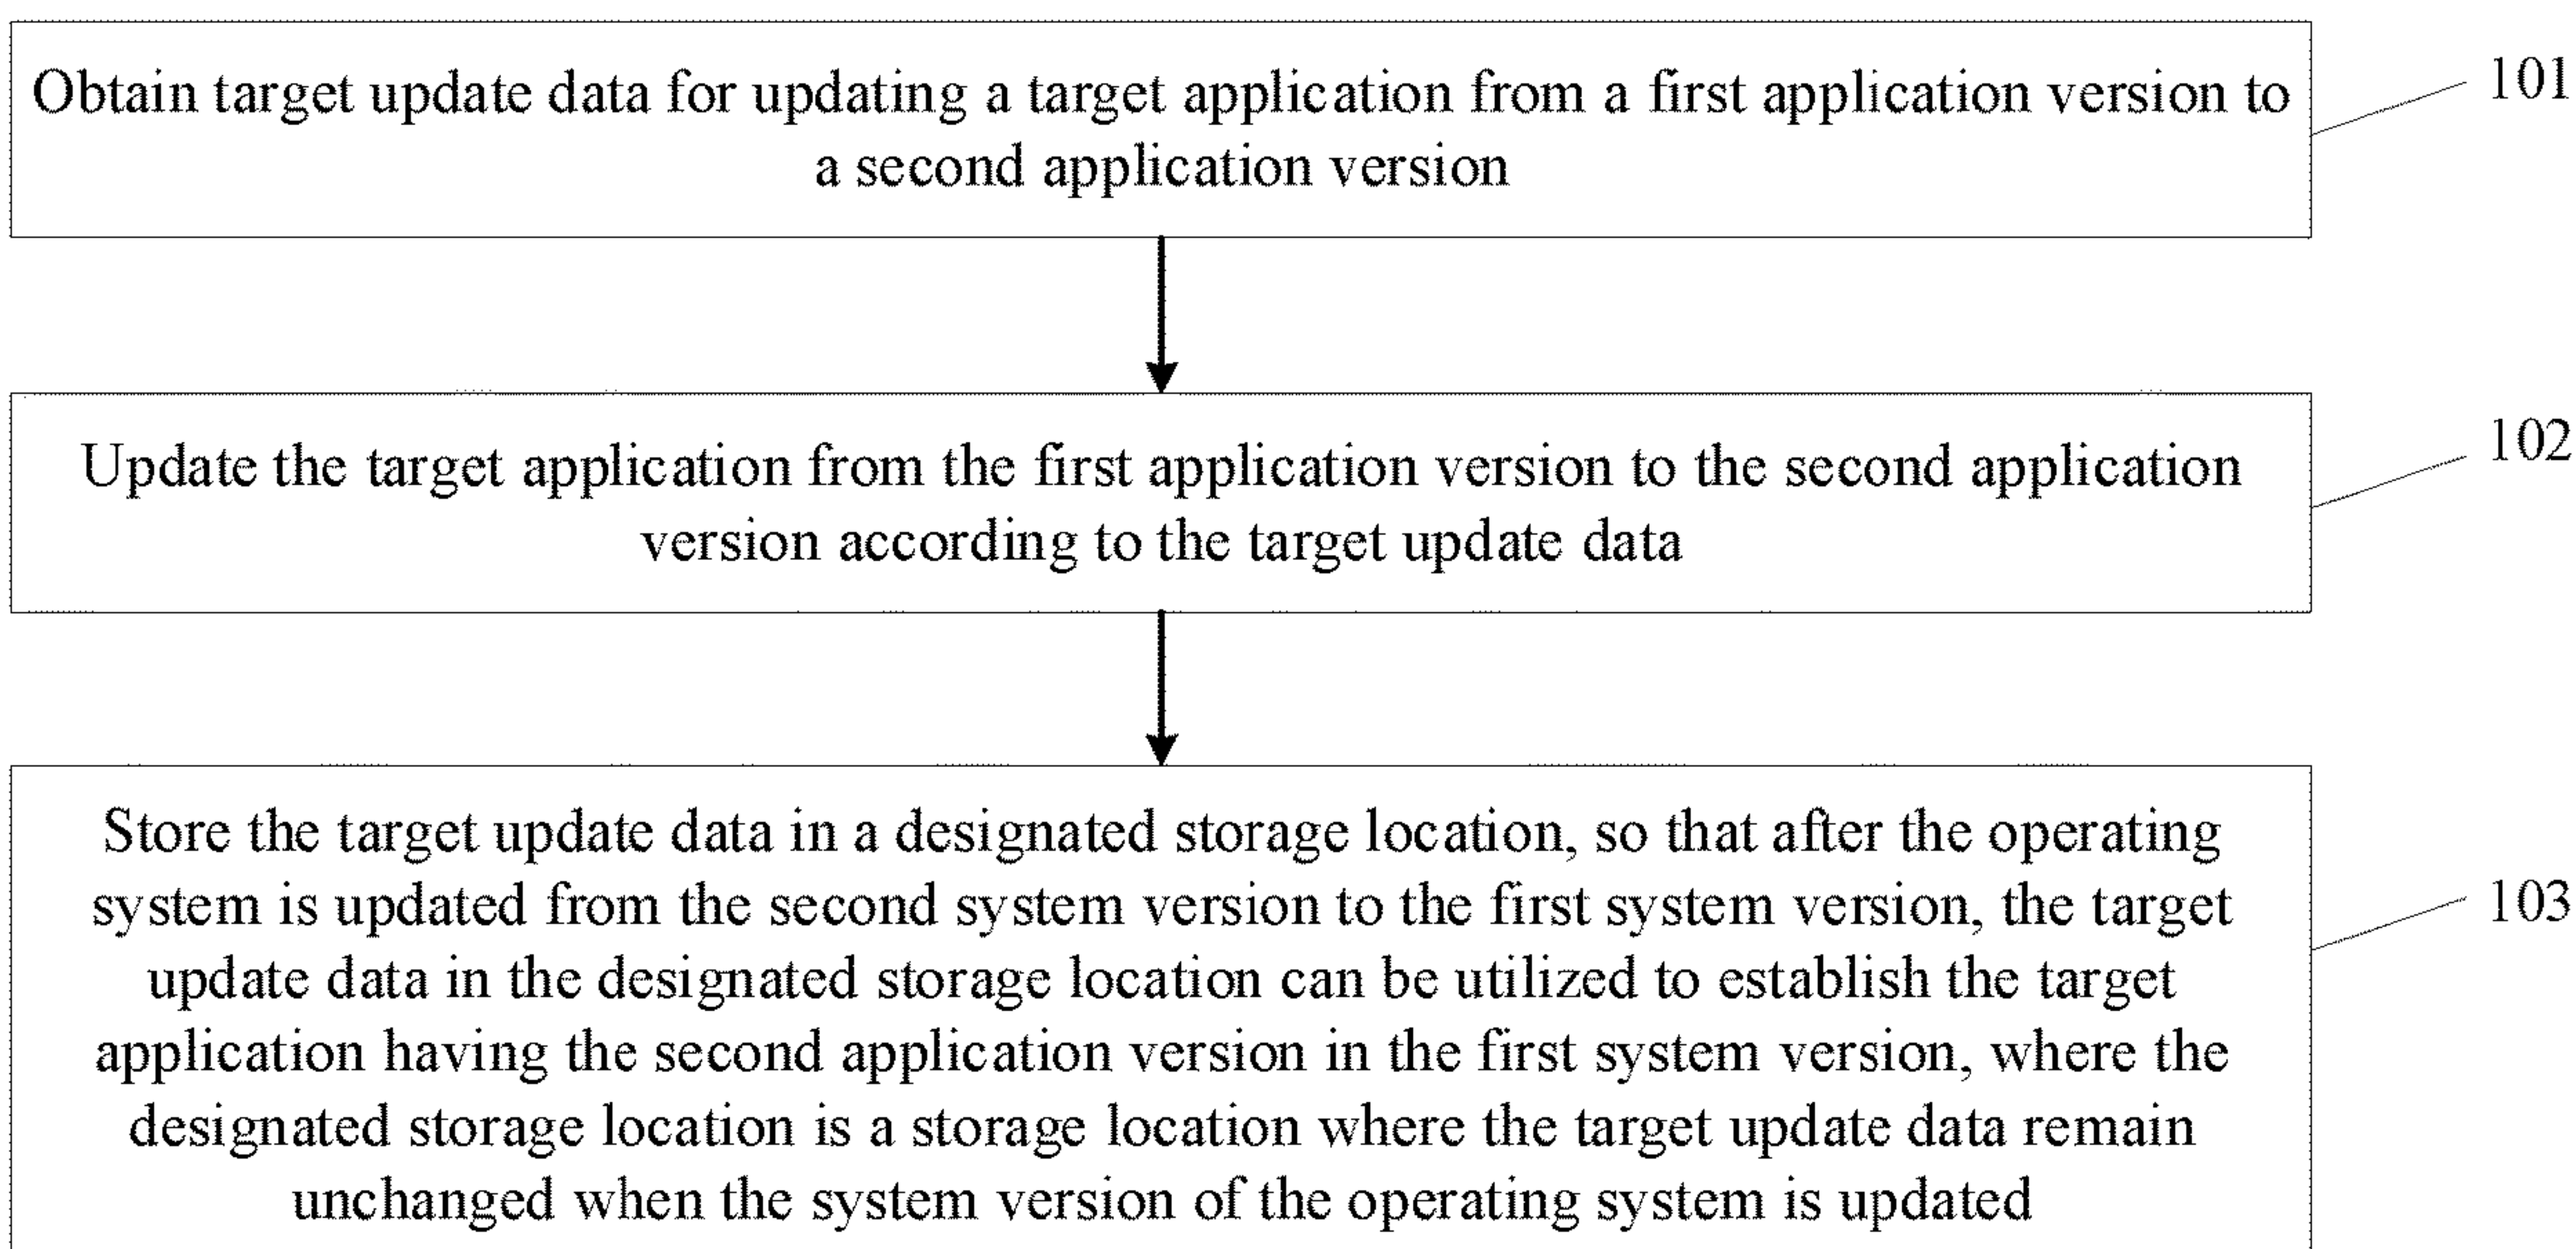 Obtain target update data for updating a target application from a first application version to
a second application version
101
Update the target application from the first application version to the second application
version according to the target update data
102
Store the target update data in a designated storage location, so that after the operating
system is updated from the second system version to the first system version, the target
update data in the designated storage location can be utilized to establish the target
application having the second application version in the first system version, where the
designated storage location is a storage location where the target update data remain
unchanged when the system version of the operating system is updated
103